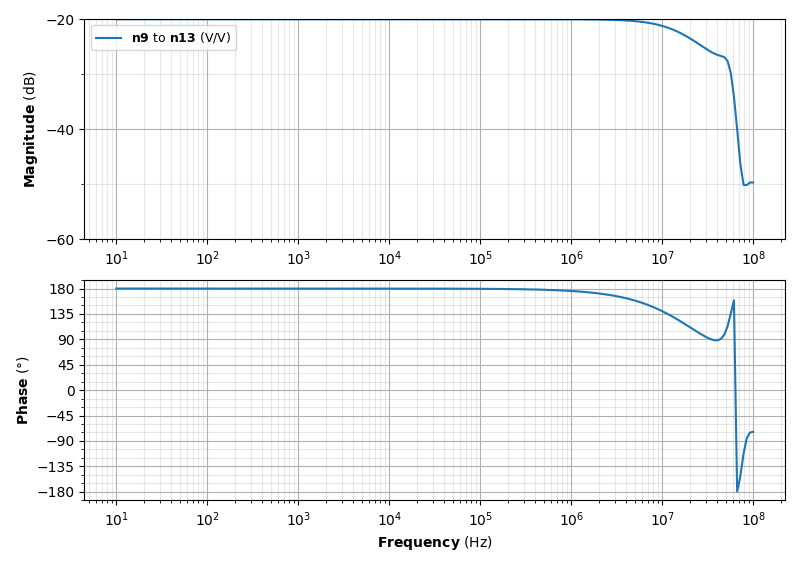 −20
−40
−60
Magnitude (dB)
n9 to n13 (V/V)
10¹ 10² 10³ 10⁴ 10⁵ 10⁶ 10⁷ 10⁸
180
135
90
45
0
−45
−90
−135
−180
Phase (°)
10¹ 10² 10³ 10⁴ 10⁵ 10⁶ 10⁷ 10⁸
Frequency (Hz)